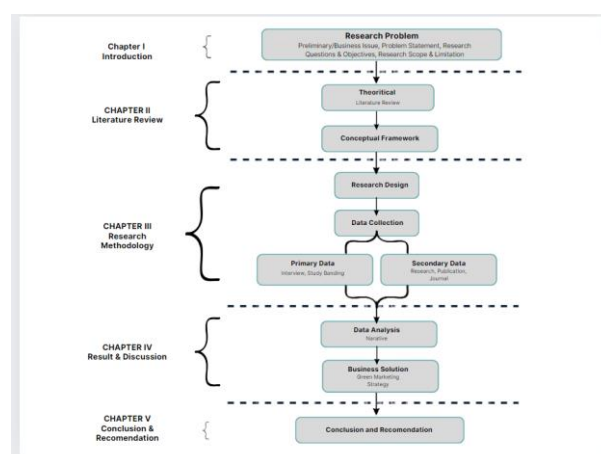 Chapter I
Introduction
Research Problem
Preliminary/Business Issue, Problem Statement, Research
Questions & Objectives, Research Scope & Limitation
CHAPTER II
Literature Review
Theoritical
Literature Review
Conceptual Framework
CHAPTER III
Research
Methodology
Research Design
Data Collection
Primary Data
Interview, Study Banding
Secondary Data
Research, Publication,
Journal
CHAPTER IV
Result & Discussion
Data Analysis
Narative
Business Solution
Green Marketing
Strategy
CHAPTER V
Conclusion &
Recomendation
Conclusion and Recomendation